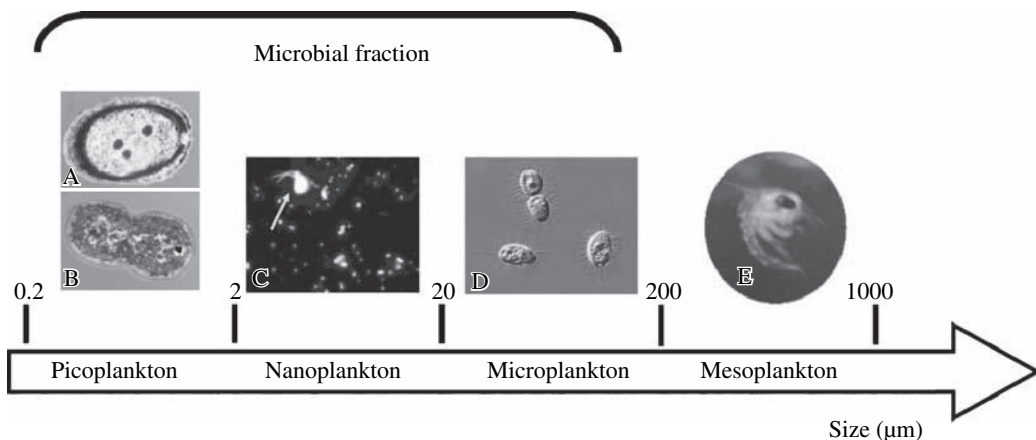 Microbial fraction
A
B
C
D
E
0.2
2
20
200
1000
Picoplankton
Nanoplankton
Microplankton
Mesoplankton
Size (μm)